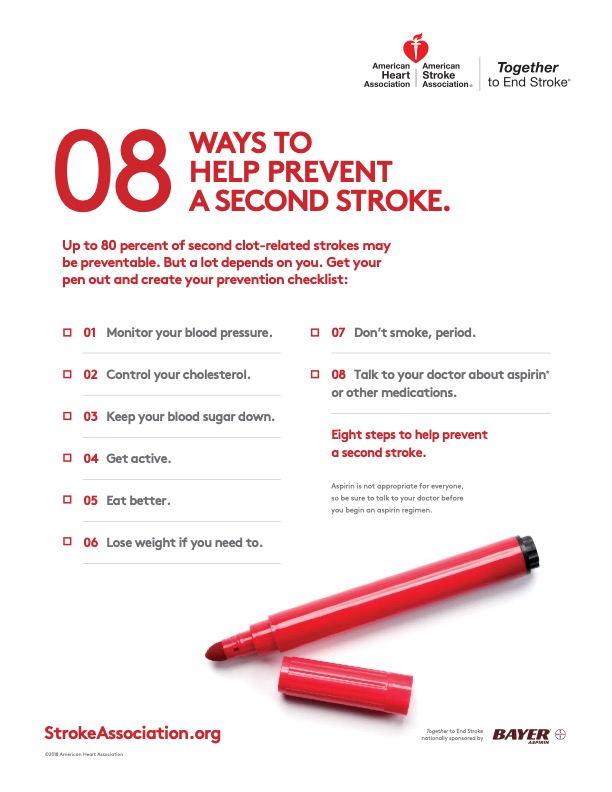 American
Heart
Association
American
Stroke
Association®
Together
to End Stroke®
08
WAYS TO
HELP PREVENT
A SECOND STROKE.
Up to 80 percent of second clot-related strokes may
be preventable. But a lot depends on you. Get your
pen out and create your prevention checklist:
01 Monitor your blood pressure.
02 Control your cholesterol.
03 Keep your blood sugar down.
04 Get active.
05 Eat better.
06 Lose weight if you need to.
07 Don’t smoke, period.
08 Talk to your doctor about aspirin*
or other medications.
Eight steps to help prevent
a second stroke.
Aspirin is not appropriate for everyone,
so be sure to talk to your doctor before
you begin an aspirin regimen.
StrokeAssociation.org
©2018 American Heart Association
Together to End Stroke
nationally sponsored by
BAYER
ASPIRIN